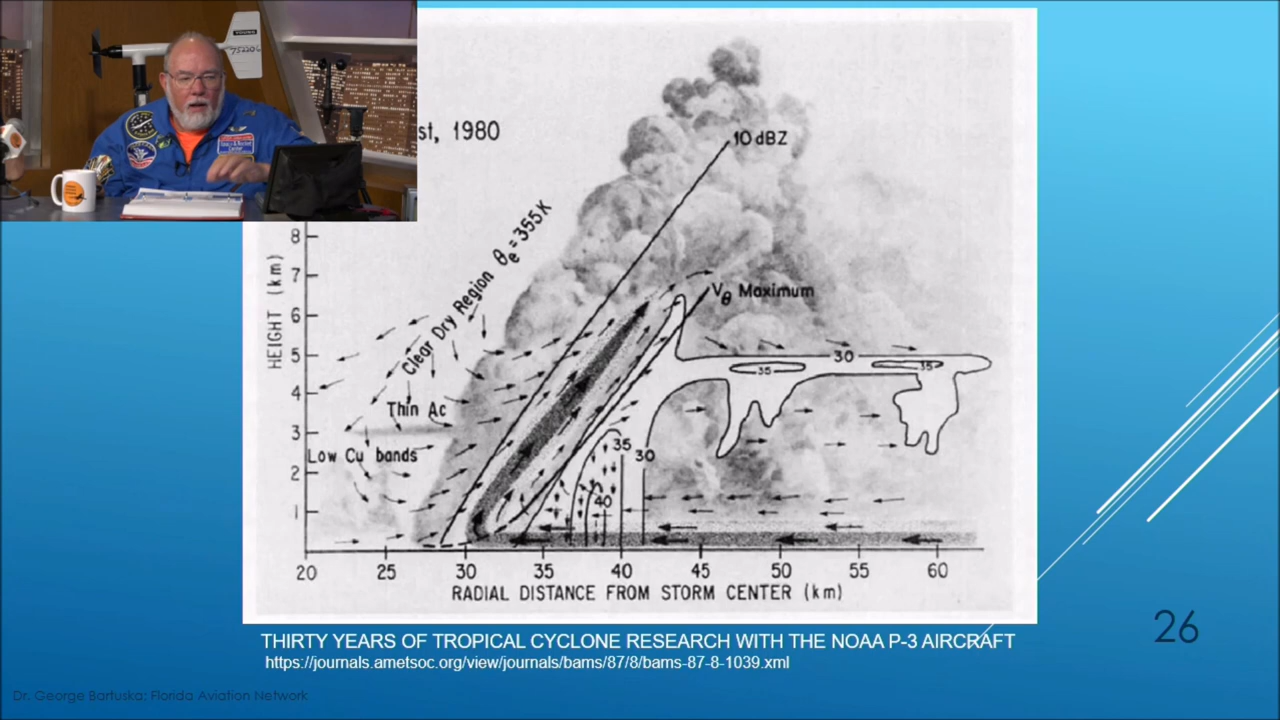 YOUNG
75220G
st, 1980
10 dBZ
Clear Dry Region θe = 355K
Vθ Maximum
HEIGHT (km)
8
7
6
5
4
3
2
1
30
35
35
Thin Ac
Low Cu bands
35
30
40
20 25 30 35 40 45 50 55 60
RADIAL DISTANCE FROM STORM CENTER (km)
THIRTY YEARS OF TROPICAL CYCLONE RESEARCH WITH THE NOAA P-3 AIRCRAFT
https://journals.ametsoc.org/view/journals/bams/87/8/bams-87-8-1039.xml
26
Dr. George Bartuska: Florida Aviation Network